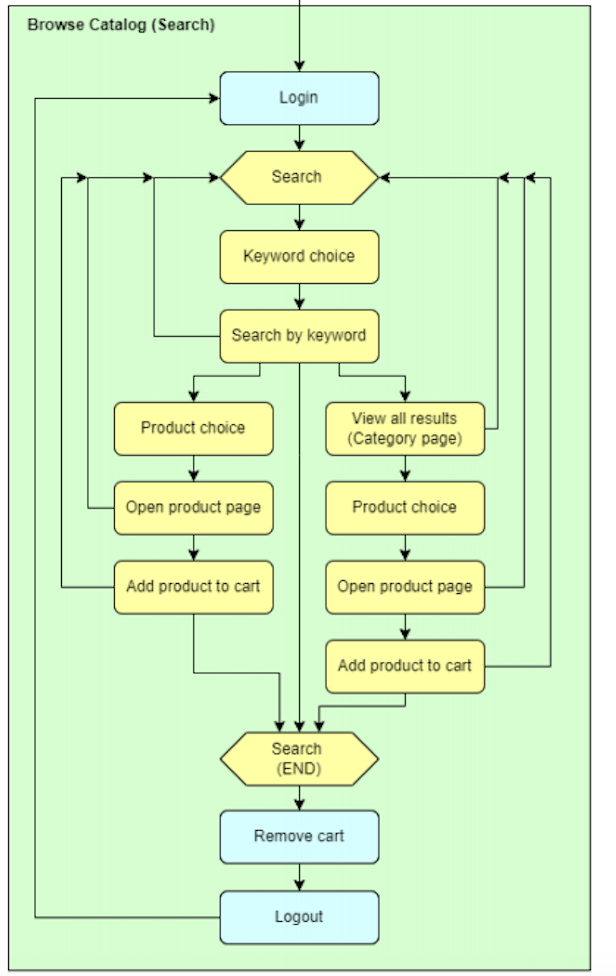 Browse Catalog (Search)
Login
Search
Keyword choice
Search by keyword
Product choice
View all results
(Category page)
Open product page
Product choice
Add product to cart
Open product page
Add product to cart
Search
(END)
Remove cart
Logout